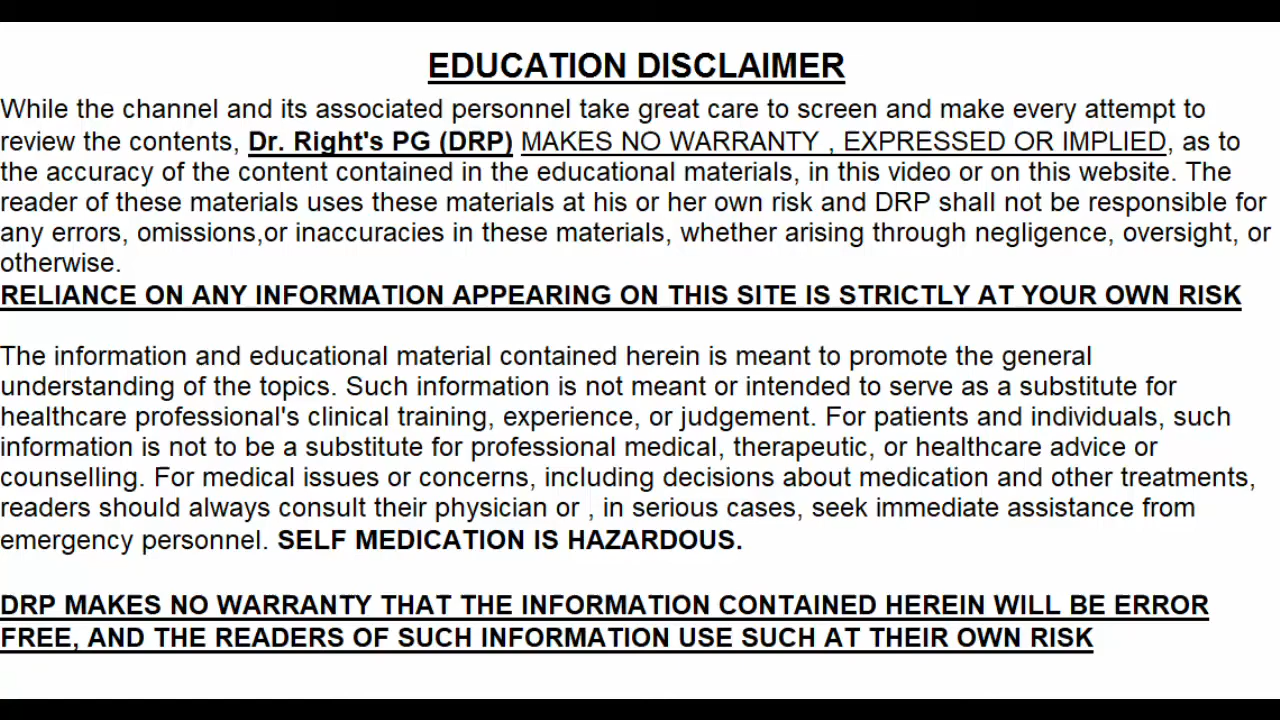 EDUCATION DISCLAIMER
While the channel and its associated personnel take great care to screen and make every attempt to
review the contents, Dr. Right's PG (DRP) MAKES NO WARRANTY , EXPRESSED OR IMPLIED, as to
the accuracy of the content contained in the educational materials, in this video or on this website. The
reader of these materials uses these materials at his or her own risk and DRP shall not be responsible for
any errors, omissions,or inaccuracies in these materials, whether arising through negligence, oversight, or
otherwise.
RELIANCE ON ANY INFORMATION APPEARING ON THIS SITE IS STRICTLY AT YOUR OWN RISK
The information and educational material contained herein is meant to promote the general
understanding of the topics. Such information is not meant or intended to serve as a substitute for
healthcare professional's clinical training, experience, or judgement. For patients and individuals, such
information is not to be a substitute for professional medical, therapeutic, or healthcare advice or
counselling. For medical issues or concerns, including decisions about medication and other treatments,
readers should always consult their physician or , in serious cases, seek immediate assistance from
emergency personnel. SELF MEDICATION IS HAZARDOUS.
DRP MAKES NO WARRANTY THAT THE INFORMATION CONTAINED HEREIN WILL BE ERROR
FREE, AND THE READERS OF SUCH INFORMATION USE SUCH AT THEIR OWN RISK